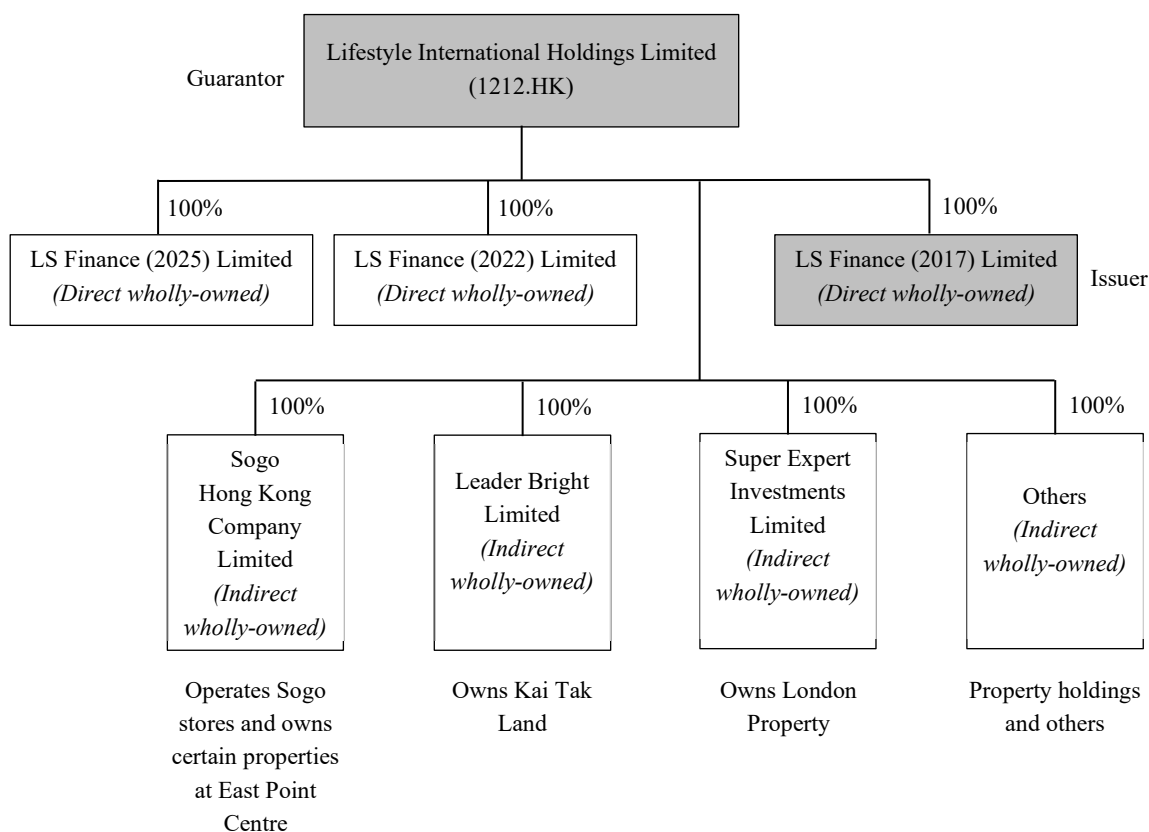 Lifestyle International Holdings Limited
(1212.HK)
Guarantor
100%
100%
100%
LS Finance (2025) Limited
(Direct wholly-owned)
LS Finance (2022) Limited
(Direct wholly-owned)
LS Finance (2017) Limited
(Direct wholly-owned)
Issuer
100%
100%
100%
100%
Sogo
Hong Kong
Company
Limited
(Indirect
wholly-owned)
Leader Bright
Limited
(Indirect
wholly-owned)
Super Expert
Investments
Limited
(Indirect
wholly-owned)
Others
(Indirect
wholly-owned)
Operates Sogo
stores and owns
certain properties
at East Point
Centre
Owns Kai Tak
Land
Owns London
Property
Property holdings
and others